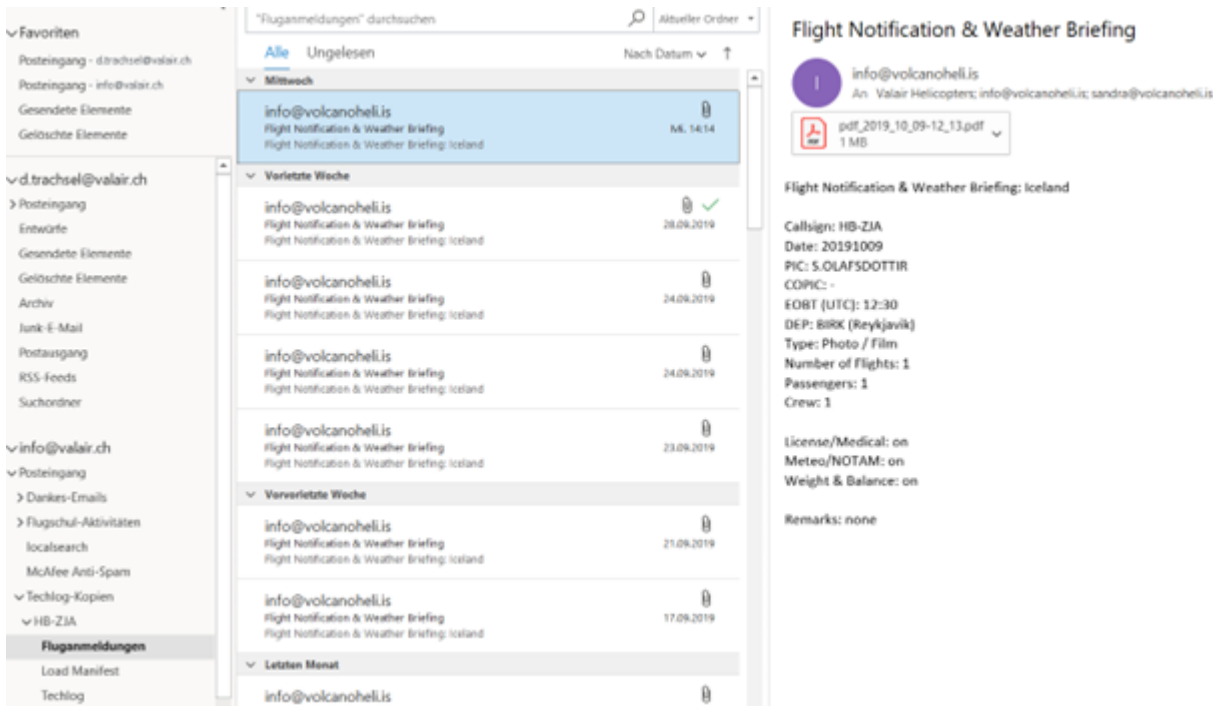 Favoriten
Posteingang - d.trachsel@valair.ch
Posteingang - info@valair.ch
Gesendete Elemente
Gelöschte Elemente
d.trachsel@valair.ch
Posteingang
Entwürfe
Gesendete Elemente
Gelöschte Elemente
Archiv
Junk-E-Mail
Postausgang
RSS-Feeds
Suchordner
info@valair.ch
Posteingang
Dankes-Emails
Flugschul-Aktivitäten
localsearch
McAfee Anti-Spam
Techlog-Kopien
HB-ZJA
Fluganmeldungen
Load Manifest
Techlog
"Fluganmeldungen" durchsuchen
Aktueller Ordner
Alle Ungelesen
Nach Datum
Mittwoch
info@volcanoheli.is
Flight Notification & Weather Briefing Mi. 14:14
Flight Notification & Weather Briefing: Iceland
Vorletzte Woche
info@volcanoheli.is
Flight Notification & Weather Briefing 28.09.2019
Flight Notification & Weather Briefing: Iceland
info@volcanoheli.is
Flight Notification & Weather Briefing 24.09.2019
Flight Notification & Weather Briefing: Iceland
info@volcanoheli.is
Flight Notification & Weather Briefing 24.09.2019
Flight Notification & Weather Briefing: Iceland
info@volcanoheli.is
Flight Notification & Weather Briefing 23.09.2019
Flight Notification & Weather Briefing: Iceland
Vorvorletzte Woche
info@volcanoheli.is
Flight Notification & Weather Briefing 21.09.2019
Flight Notification & Weather Briefing: Iceland
info@volcanoheli.is
Flight Notification & Weather Briefing 17.09.2019
Flight Notification & Weather Briefing: Iceland
Letzten Monat
info@volcanoheli.is
Flight Notification & Weather Briefing
I
info@volcanoheli.is
An Valair Helicopters; info@volcanoheli.is; sandra@volcanoheli.is
PDF
pdf_2019_10_09-12_13.pdf
1 MB
Flight Notification & Weather Briefing: Iceland
Callsign: HB-ZJA
Date: 20191009
PIC: S.OLAFSDOTTIR
COPIC: -
EOBT (UTC): 12:30
DEP: BIRK (Reykjavik)
Type: Photo / Film
Number of Flights: 1
Passengers: 1
Crew: 1
License/Medical: on
Meteo/NOTAM: on
Weight & Balance: on
Remarks: none